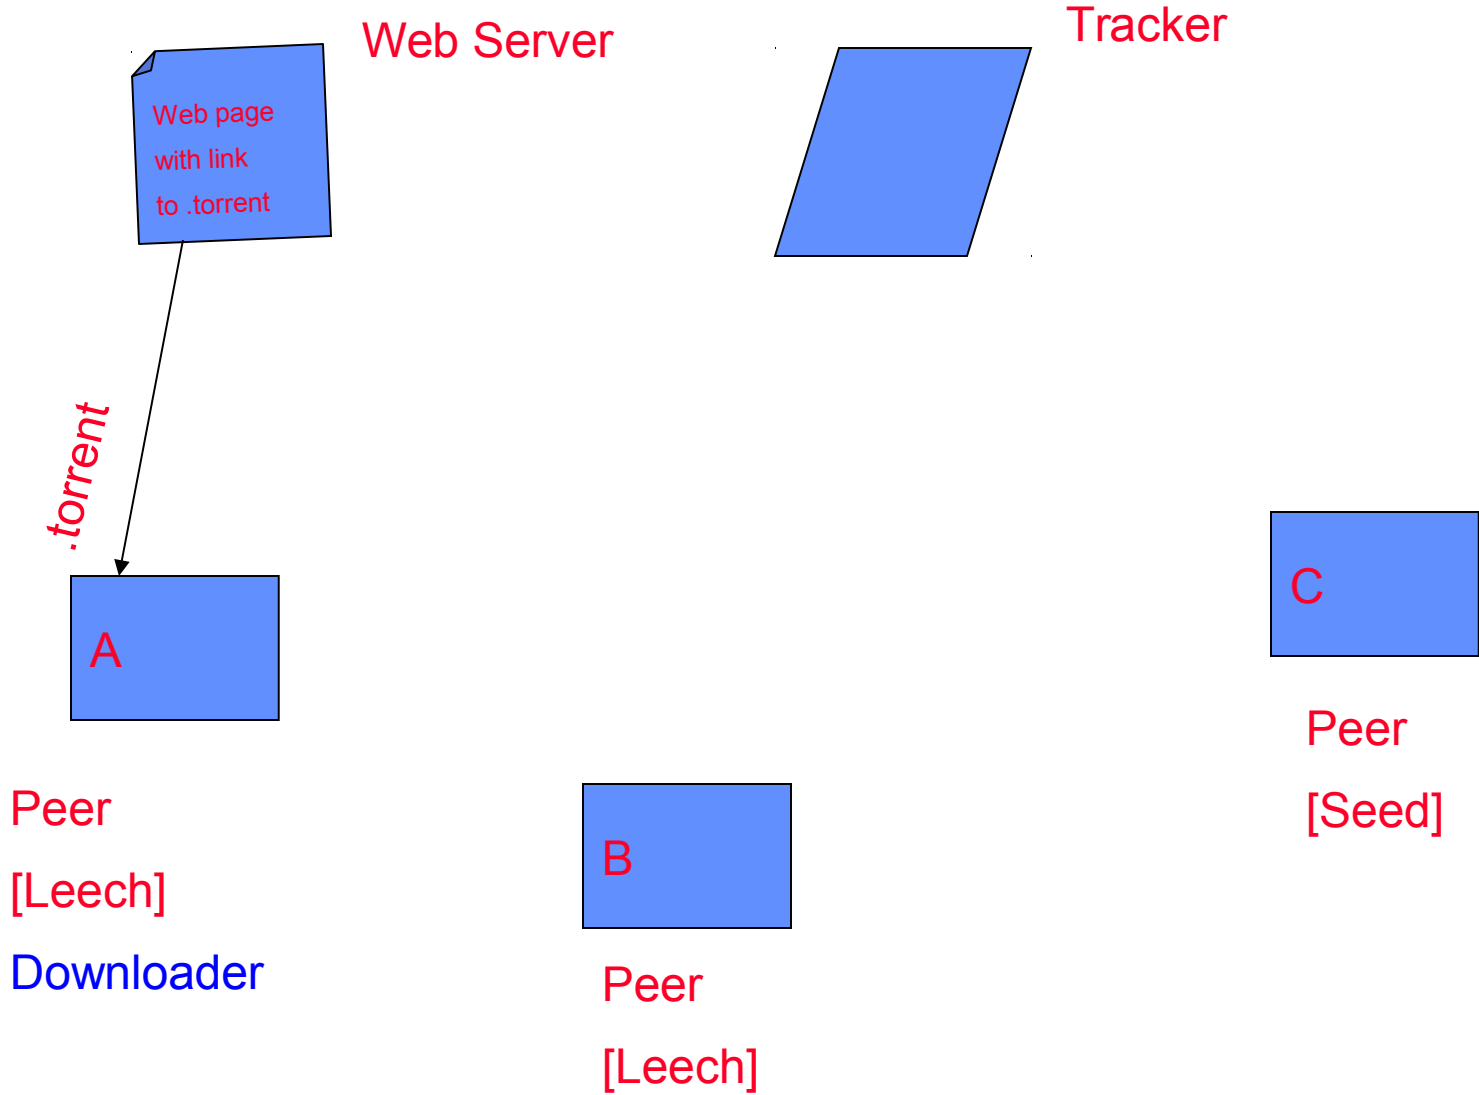 Web Server
Tracker
Web page
with link
to .torrent
.torrent
A
Peer
[Leech]
Downloader
B
Peer
[Leech]
C
Peer
[Seed]